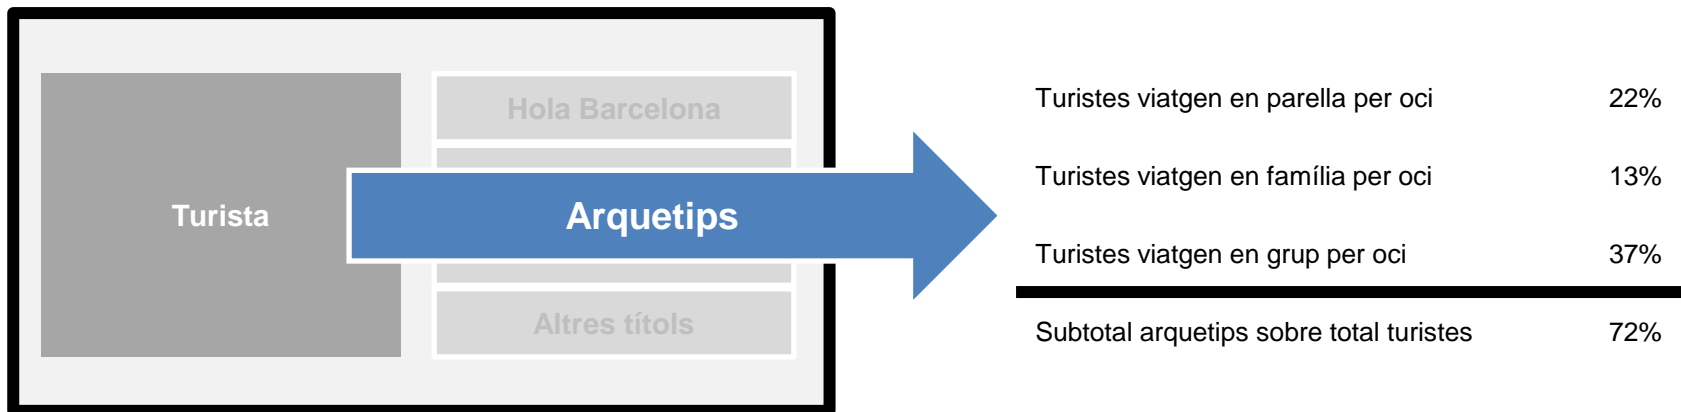 Turista
Hola Barcelona
Arquetips
Altres títols
Turistes viatgen en parella per oci 22%
Turistes viatgen en família per oci 13%
Turistes viatgen en grup per oci 37%
Subtotal arquetips sobre total turistes 72%